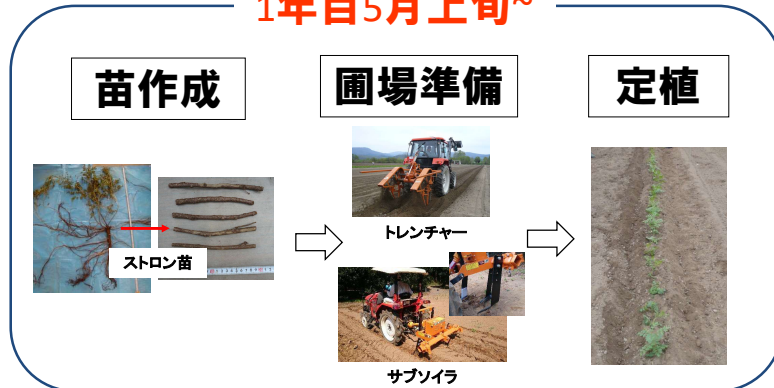 1年目5月上旬~
苗作成
圃場準備
定植
ストロン苗
トレンチャー
サブソイラ